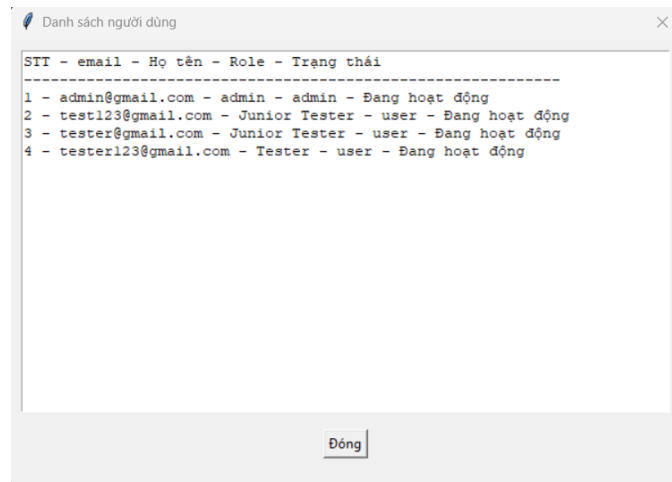 Danh sách người dùng
STT - email - Họ tên - Role - Trạng thái
------------------------------------------------------------
1 - admin@gmail.com - admin - admin - Đang hoạt động
2 - test123@gmail.com - Junior Tester - user - Đang hoạt động
3 - tester@gmail.com - Junior Tester - user - Đang hoạt động
4 - tester123@gmail.com - Tester - user - Đang hoạt động
Đóng